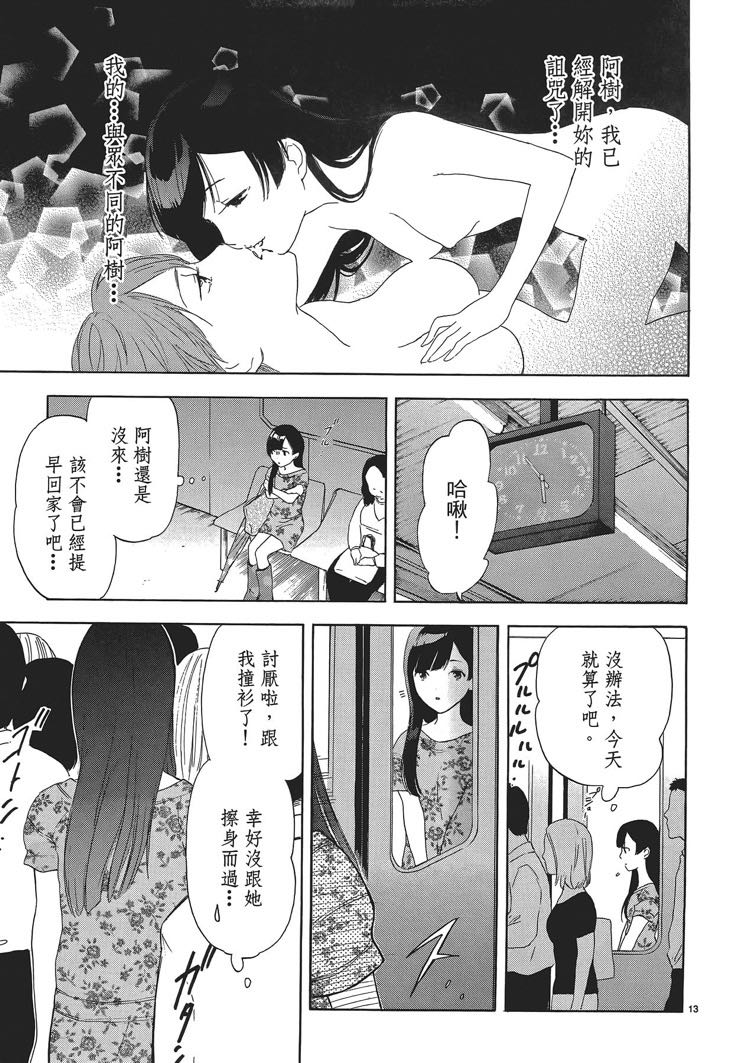 阿樹，我已
經解開妳的
詛咒了…
我的…與眾不同的阿樹…
哈啾！
12
阿樹還是
沒來…
該不會已經提
早回家了吧…
沒辦法，今天
就算了吧。
プルルルルル
討厭啦，跟
我撞衫了！
幸好沒跟她
擦身而過…
ガタン
13